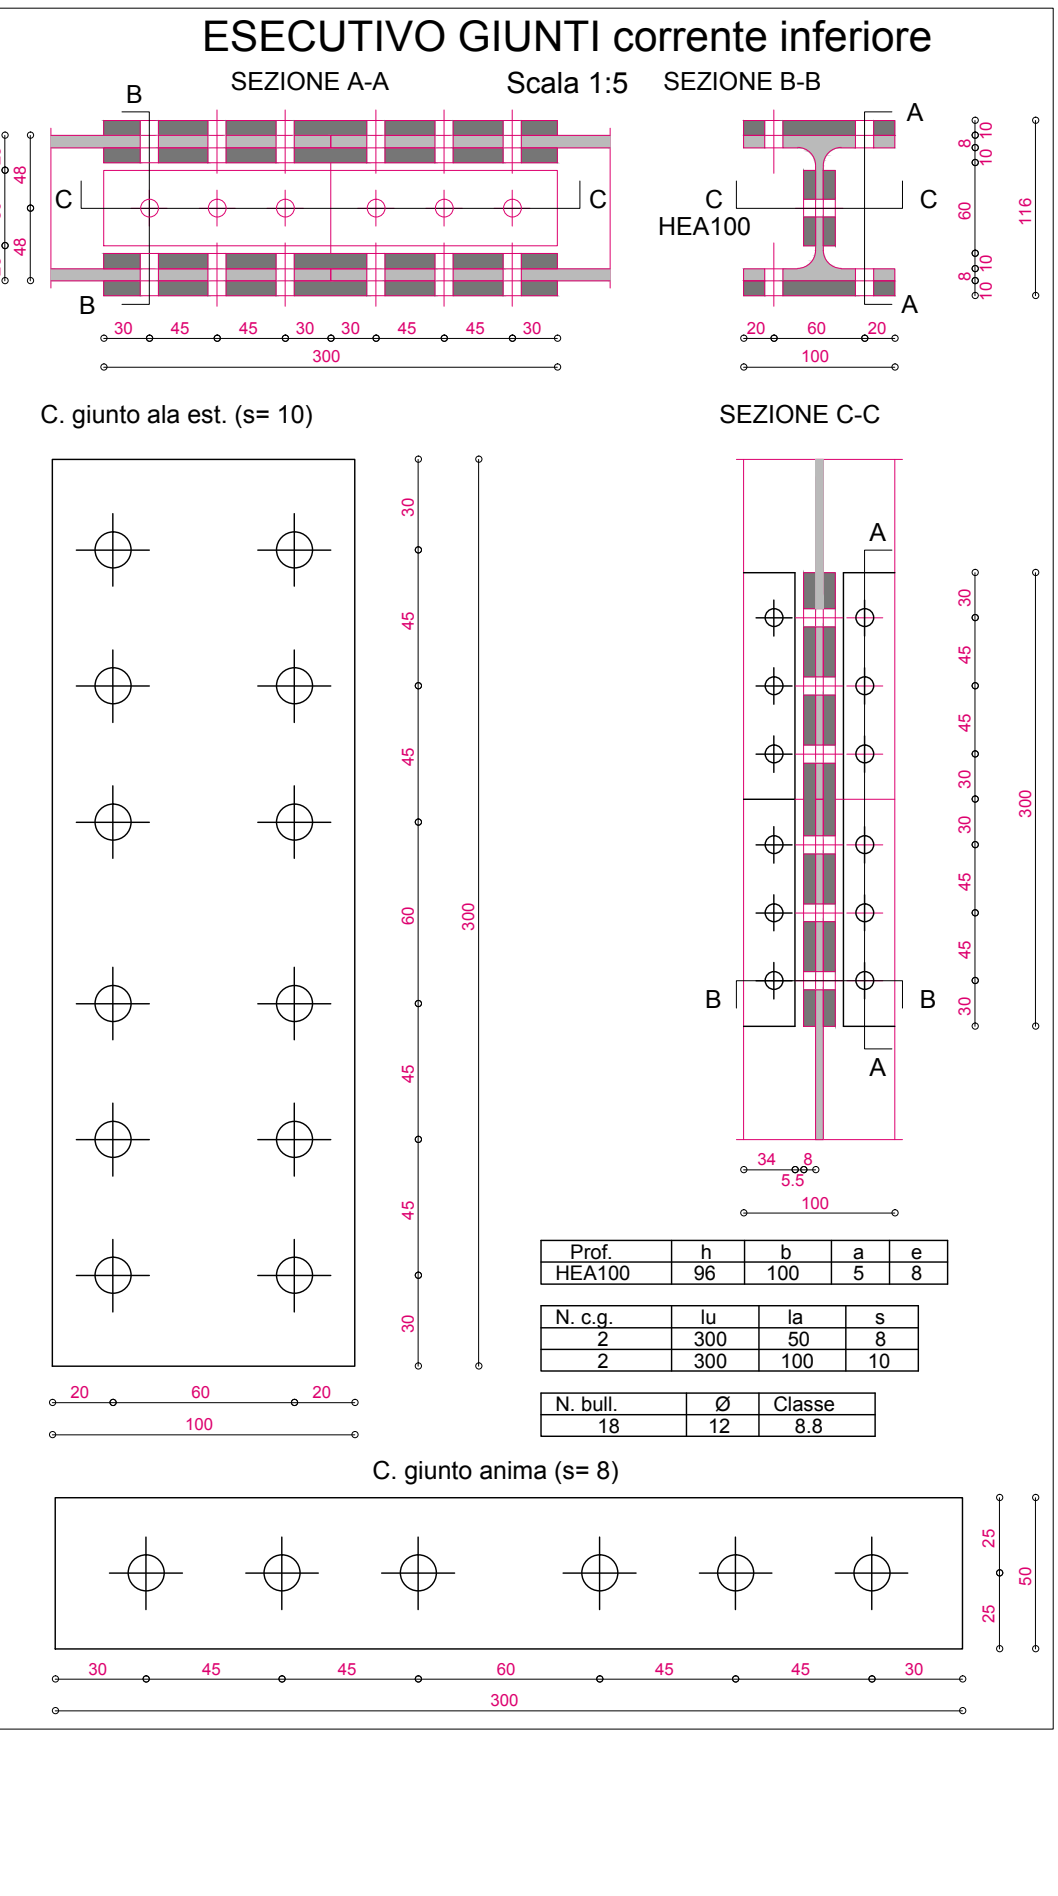 ESECUTIVO GIUNTI corrente inferiore
SEZIONE A-A
Scala 1:5
SEZIONE B-B
B
A
48
48
C
C
B
30 45 45 30 30 45 45 30
300
C
C
HEA100
A
10
8
10
60
10
8
10
116
20 60 20
100
C. giunto ala est. (s= 10)
30
45
45
60
45
45
30
300
20 60 20
100
SEZIONE C-C
A
B
B
A
30
45
45
30
30
45
45
30
300
34 8
5.5
100
Prof. h b a e
HEA100 96 100 5 8
N. c.g. lu la s
2 300 50 8
2 300 100 10
N. bull. Ø Classe
18 12 8.8
C. giunto anima (s= 8)
25
25
50
30 45 45 60 45 45 30
300